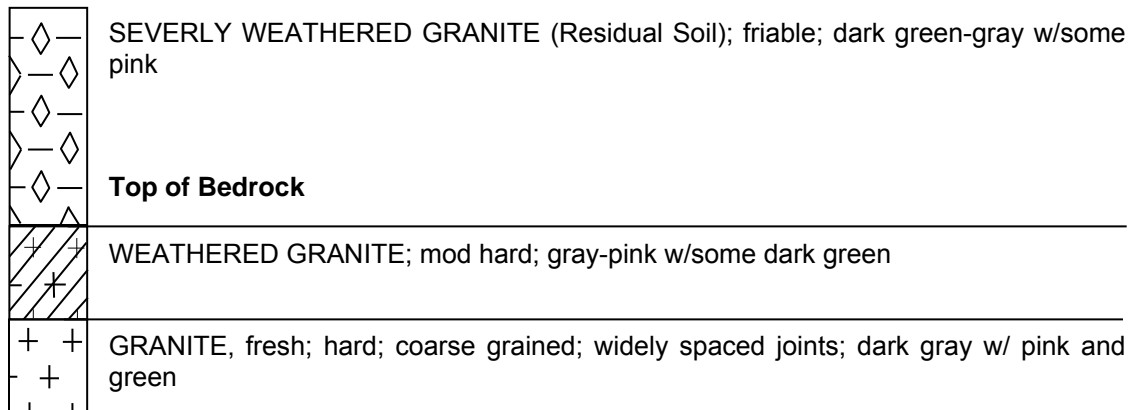 SEVERLY WEATHERED GRANITE (Residual Soil); friable; dark green-gray w/some
pink
Top of Bedrock
WEATHERED GRANITE; mod hard; gray-pink w/some dark green
GRANITE, fresh; hard; coarse grained; widely spaced joints; dark gray w/ pink and
green